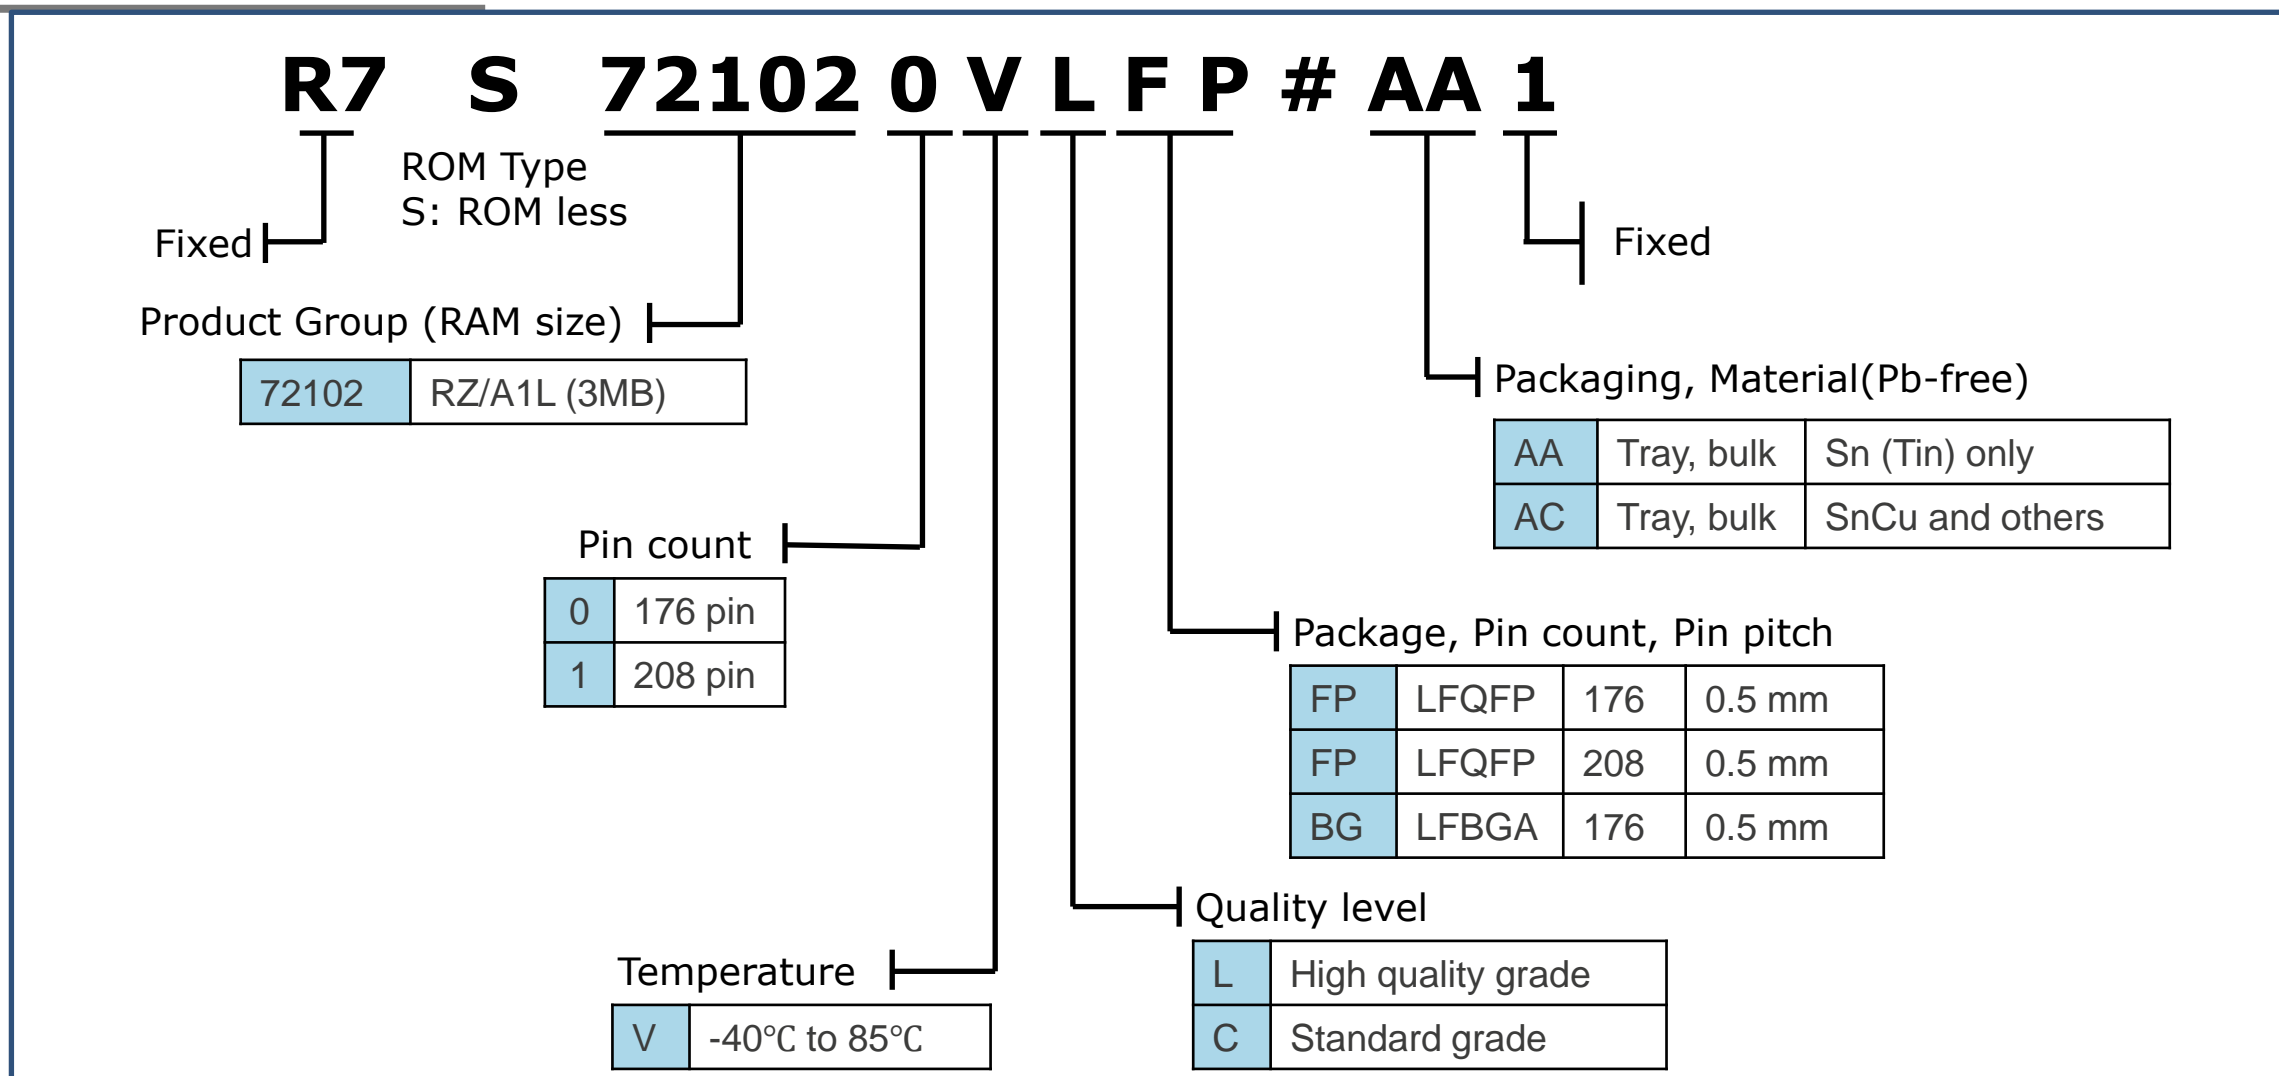 R7 S 72102 0 V L F P # AA 1
ROM Type
S: ROM less
Fixed
Fixed
Product Group (RAM size)
72102 RZ/A1L (3MB)
Packaging, Material(Pb-free)
AA Tray, bulk Sn (Tin) only
AC Tray, bulk SnCu and others
Pin count
0 176 pin
1 208 pin
Package, Pin count, Pin pitch
FP LFQFP 176 0.5 mm
FP LFQFP 208 0.5 mm
BG LFBGA 176 0.5 mm
Quality level
L High quality grade
C Standard grade
Temperature
V -40℃ to 85℃